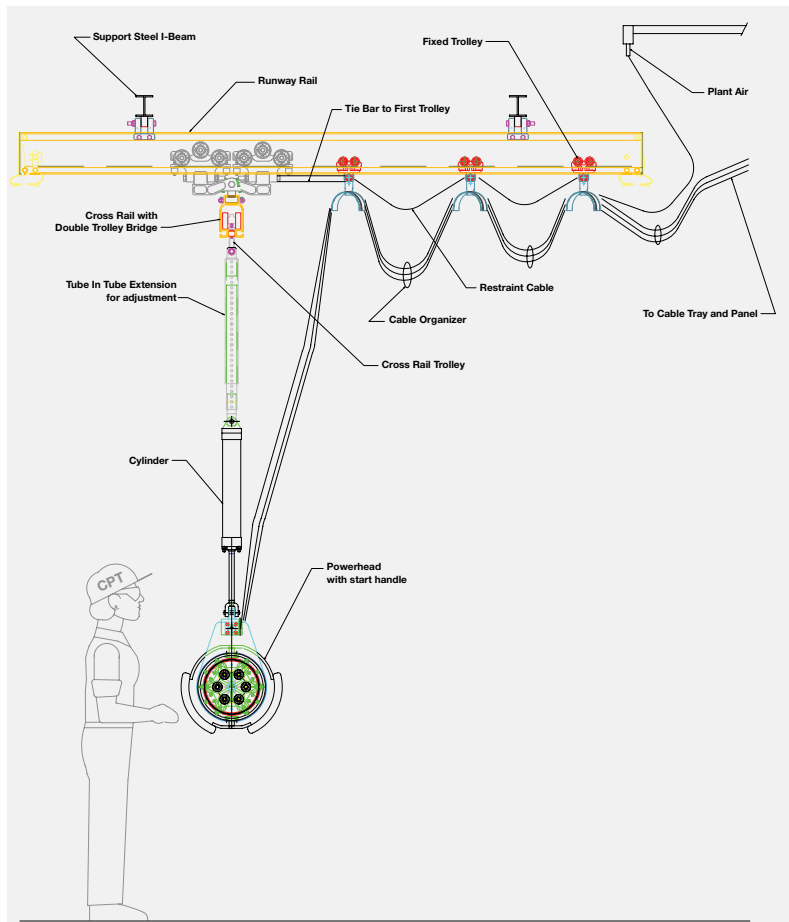 Support Steel I-Beam
Fixed Trolley
Runway Rail
Plant Air
Tie Bar to First Trolley
Cross Rail with
Double Trolley Bridge
Tube In Tube Extension
for adjustment
Restraint Cable
To Cable Tray and Panel
Cable Organizer
Cross Rail Trolley
Cylinder
Powerhead
with start handle
CPT